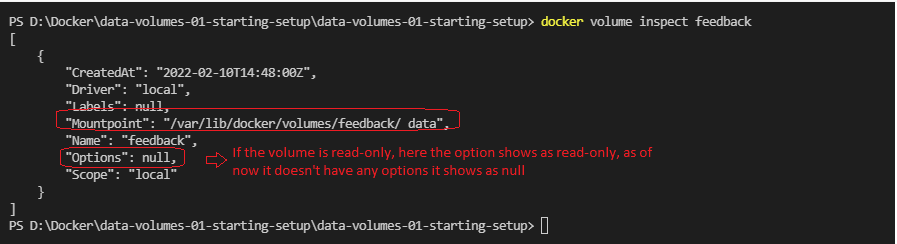 PS D:\Docker\data-volumes-01-starting-setup\data-volumes-01-starting-setup> docker volume inspect feedback
[
    {
        "CreatedAt": "2022-02-10T14:48:00Z",
        "Driver": "local",
        "Labels": null,
        "Mountpoint": "/var/lib/docker/volumes/feedback/_data",
        "Name": "feedback",
        "Options": null,
If the volume is read-only, here the option shows as read-only, as of
now it doesn't have any options it shows as null
        "Scope": "local"
    }
]
PS D:\Docker\data-volumes-01-starting-setup\data-volumes-01-starting-setup>